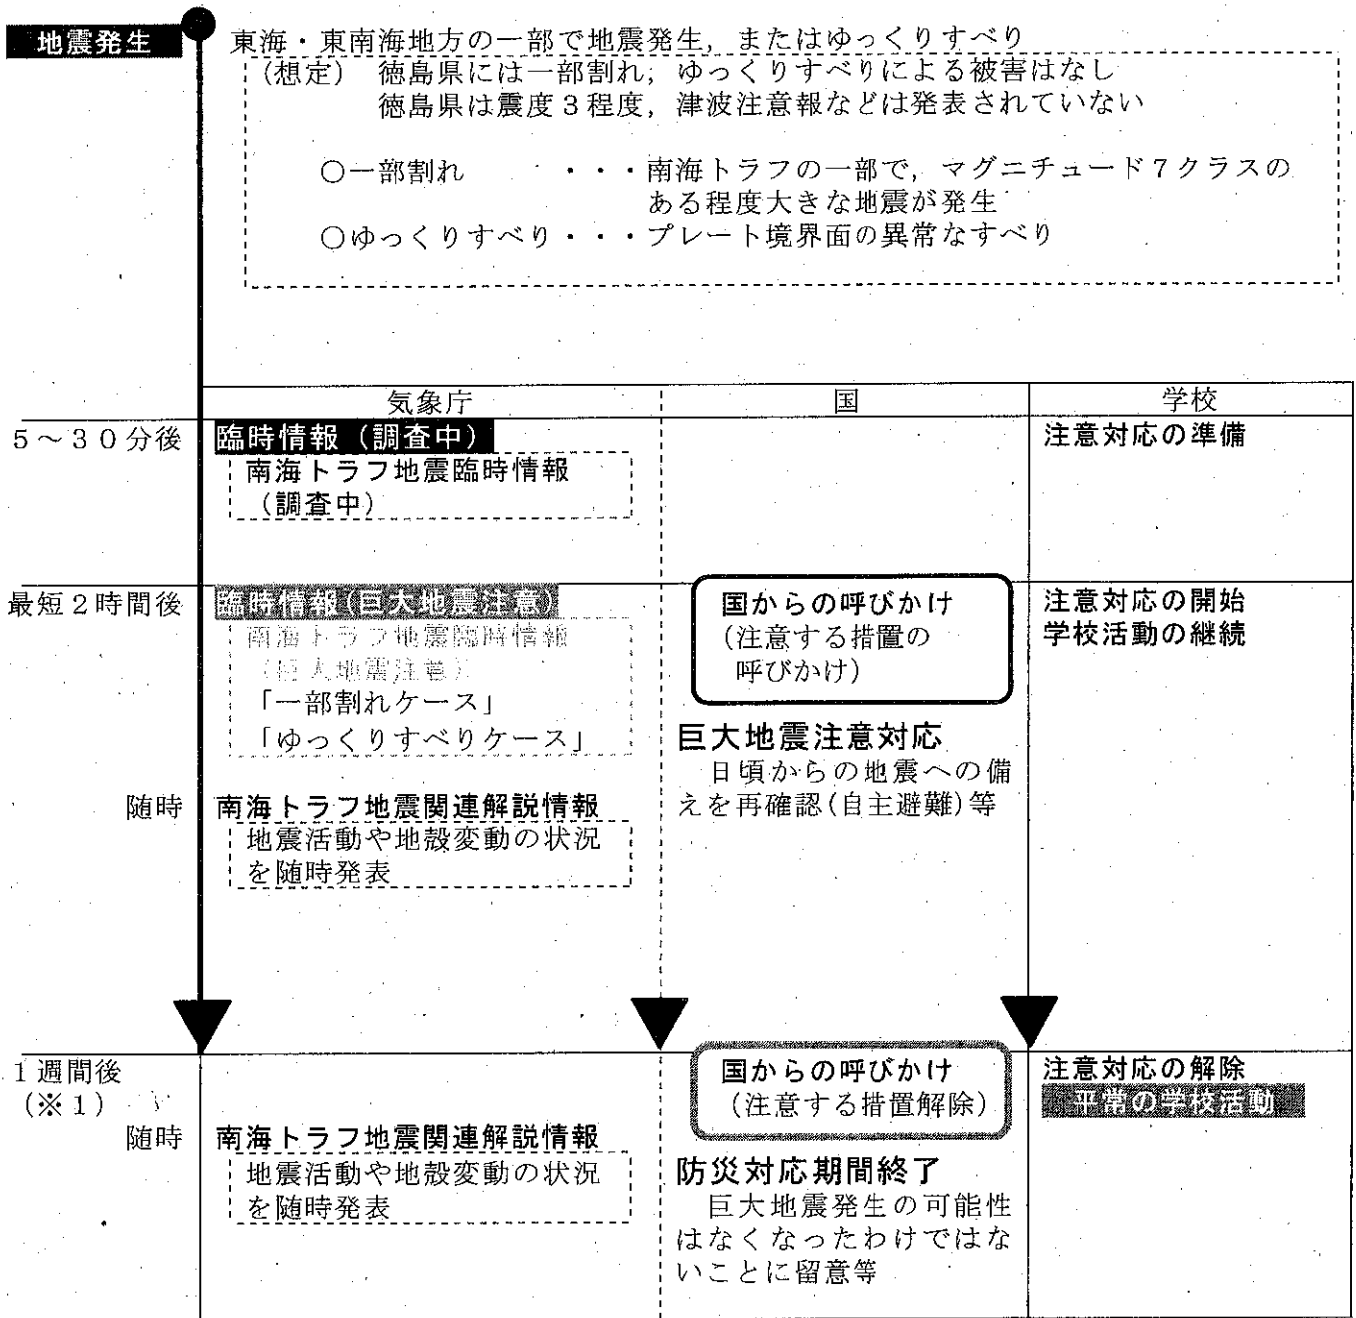 地震発生
東海・東南海地方の一部で地震発生，またはゆっくりすべり
（想定） 徳島県には一部割れ，ゆっくりすべりによる被害はなし
徳島県は震度３程度，津波注意報などは発表されていない
○一部割れ ・・・南海トラフの一部で，マグニチュード７クラスの
ある程度大きな地震が発生
○ゆっくりすべり・・・プレート境界面の異常なすべり
気象庁 国 学校
５～３０分後 臨時情報（調査中） 注意対応の準備
南海トラフ地震臨時情報
（調査中）
最短２時間後 臨時情報(巨大地震注意) 国からの呼びかけ 注意対応の開始
南海トラフ地震臨時情報 （注意する措置の 学校活動の継続
（巨大地震注意） 呼びかけ）
「一部割れケース」
「ゆっくりすべりケース」 巨大地震注意対応
日頃からの地震への備
随時 南海トラフ地震関連解説情報 えを再確認(自主避難)等
地震活動や地殻変動の状況
を随時発表
１週間後 国からの呼びかけ 注意対応の解除
（※１） （注意する措置解除） 平常の学校活動
随時 南海トラフ地震関連解説情報
地震活動や地殻変動の状況 防災対応期間終了
を随時発表 巨大地震発生の可能性
はなくなったわけではな
いことに留意等